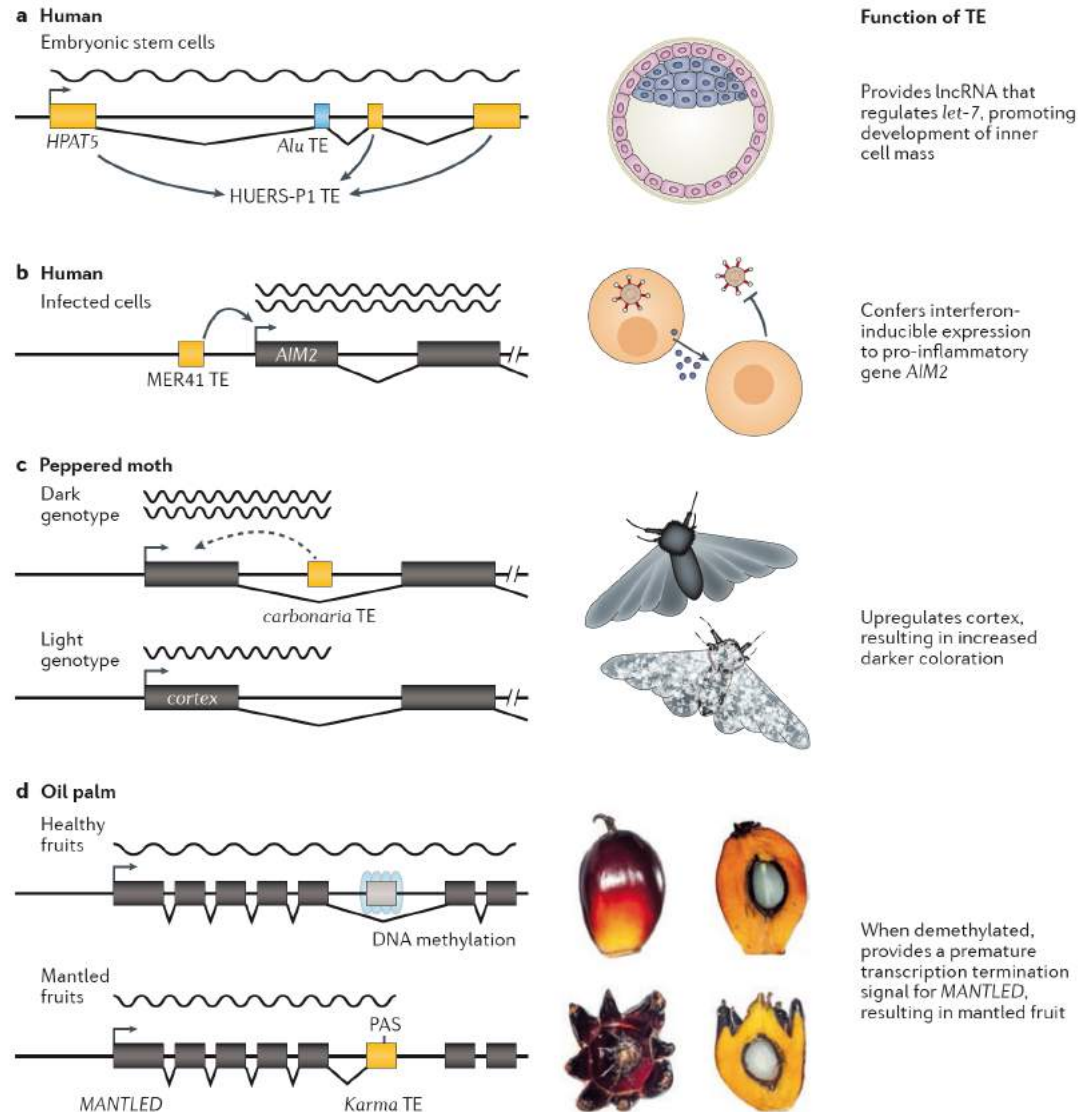 a Human
Embryonic stem cells
Function of TE
HPAT5
Alu TE
HUERS-P1 TE
Provides lncRNA that
regulates let-7, promoting
development of inner
cell mass
b Human
Infected cells
AIM2
MER41 TE
Confers interferon-
inducible expression
to pro-inflammatory
gene AIM2
c Peppered moth
Dark
genotype
carbonaria TE
Light
genotype
cortex
Upregulates cortex,
resulting in increased
darker coloration
d Oil palm
Healthy
fruits
DNA methylation
Mantled
fruits
PAS
MANTLED
Karma TE
When demethylated,
provides a premature
transcription termination
signal for MANTLED,
resulting in mantled fruit